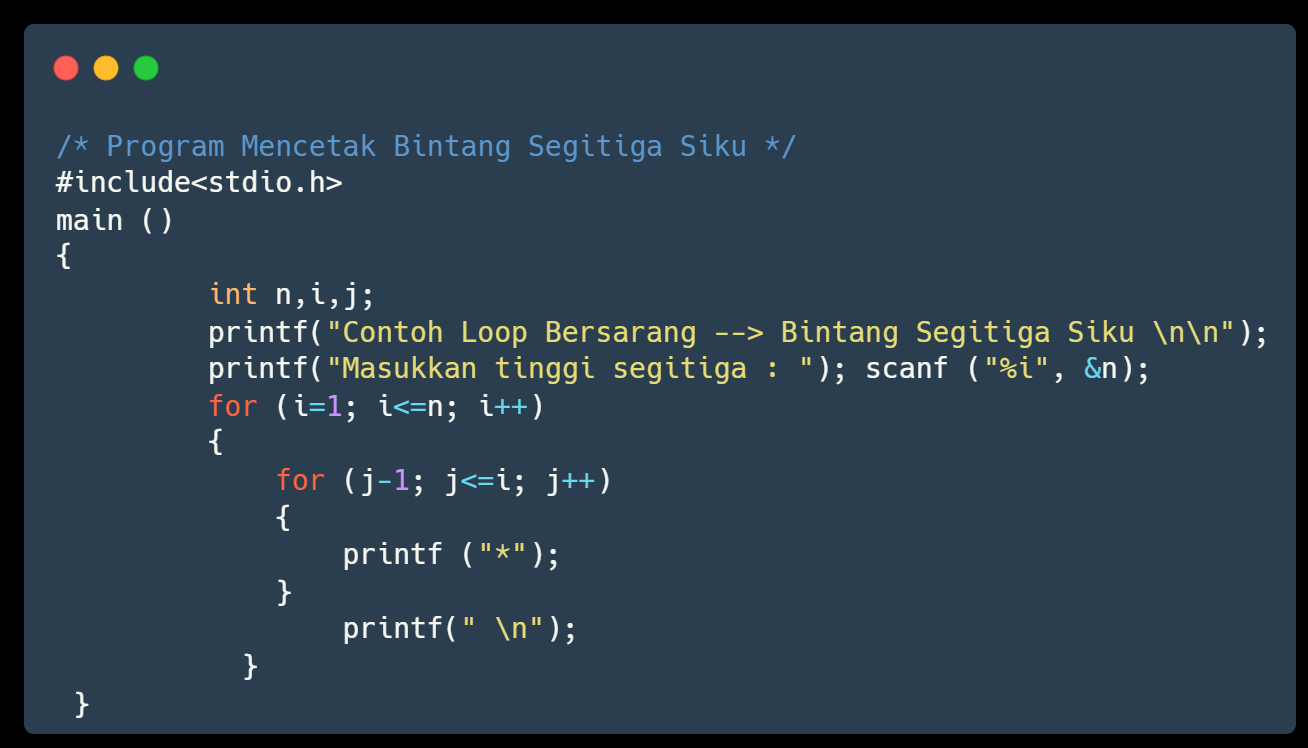 /* Program Mencetak Bintang Segitiga Siku */
#include<stdio.h>
main ()
{
         int n,i,j;
         printf("Contoh Loop Bersarang --> Bintang Segitiga Siku \n\n");
         printf("Masukkan tinggi segitiga : "); scanf ("%i", &n);
         for (i=1; i<=n; i++)
         {
             for (j-1; j<=i; j++)
             {
                 printf ("*");
             }
                 printf(" \n");
           }
 }